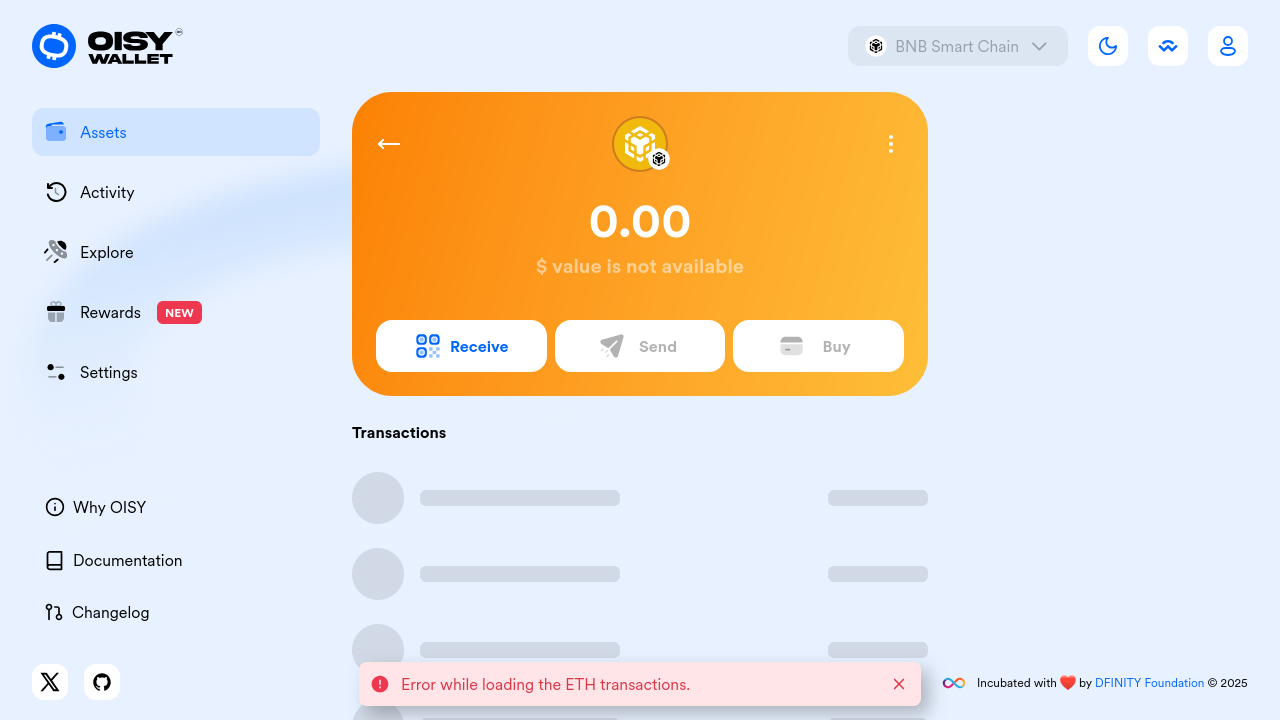 OISY
WALLET
BNB Smart Chain
Assets
Activity
Explore
Rewards NEW
Settings
Why OISY
Documentation
Changelog
0.00
$ value is not available
Receive
Send
Buy
Transactions
Error while loading the ETH transactions.
Incubated with ❤️ by DFINITY Foundation © 2025